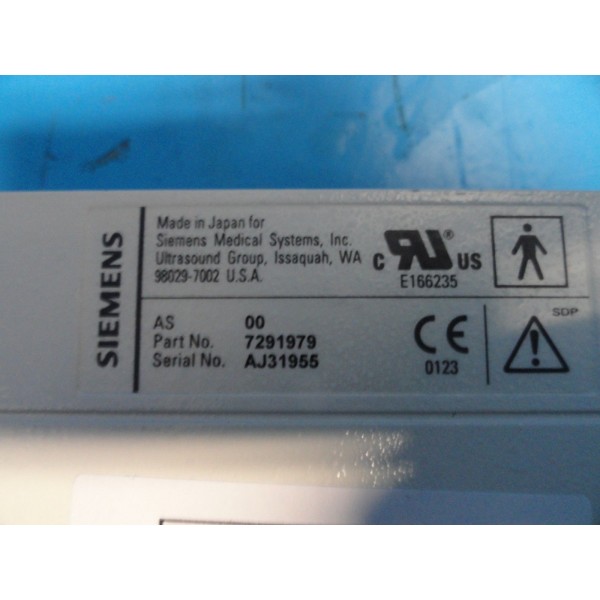 SIEMENS
Made in Japan for
Siemens Medical Systems, Inc.
Ultrasound Group, Issaquah, WA
98029-7002 U.S.A.
C RU ® US
E166235
AS 00
Part No. 7291979
Serial No. AJ31955
CE
0123
SDP
!